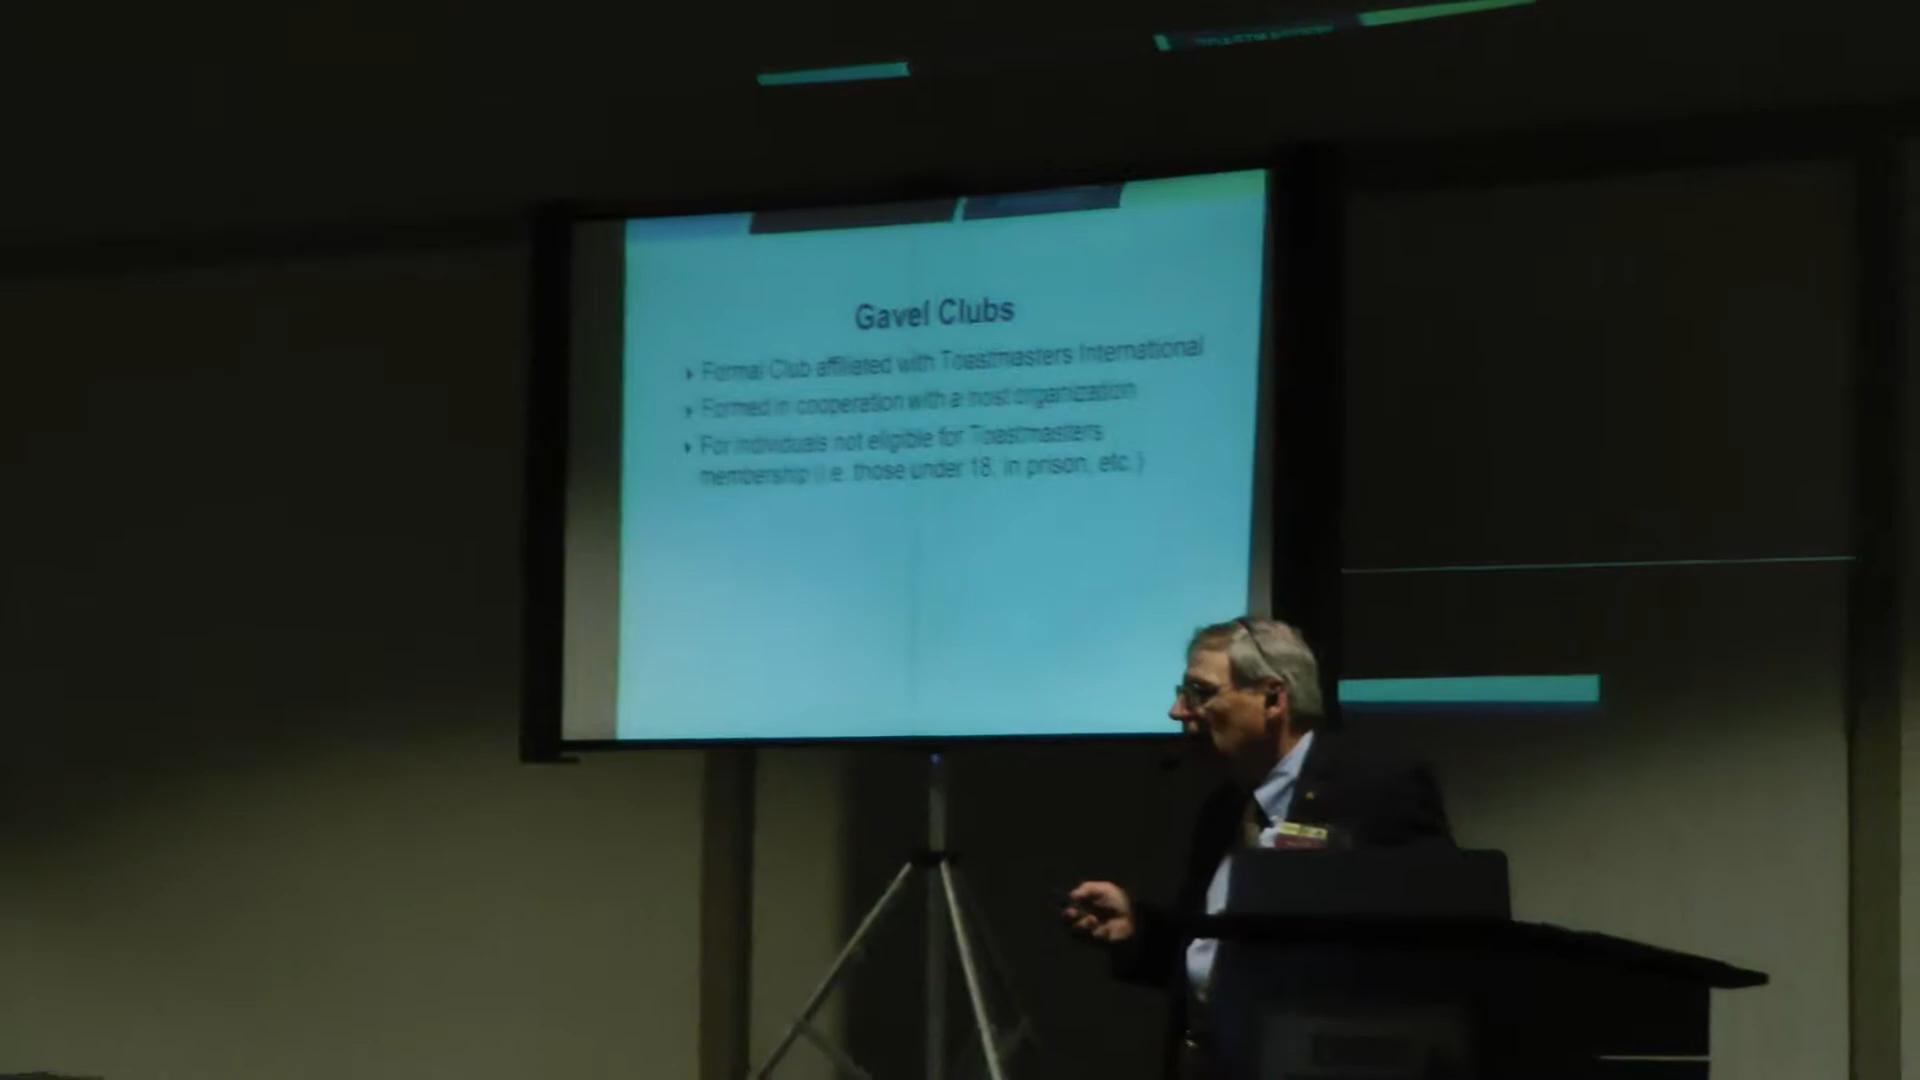 Gavel Clubs
Formal Club affiliated with Toastmasters International
Formed in cooperation with a host organization
For individuals not eligible for Toastmasters
membership (i.e. those under 18, in prison, etc.)